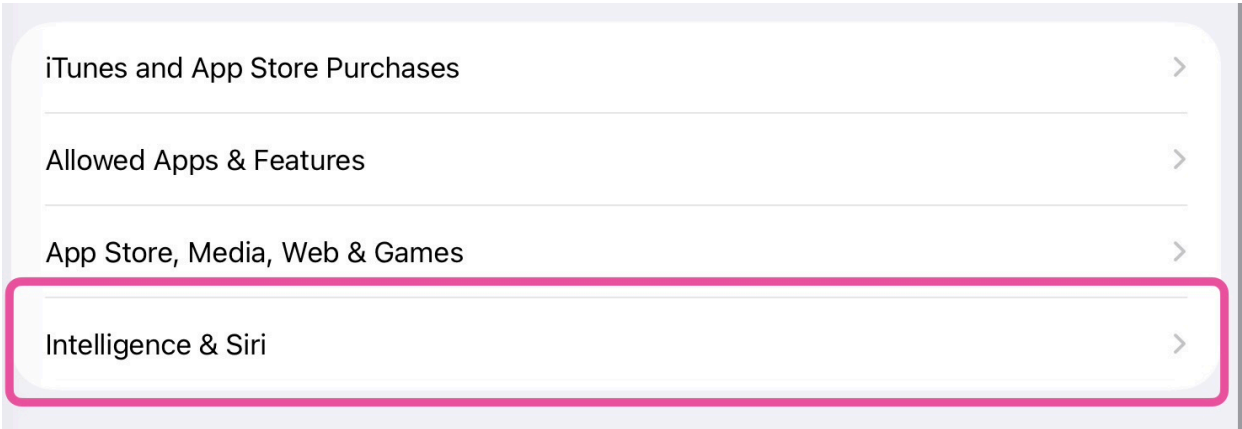 iTunes and App Store Purchases
Allowed Apps & Features
App Store, Media, Web & Games
Intelligence & Siri